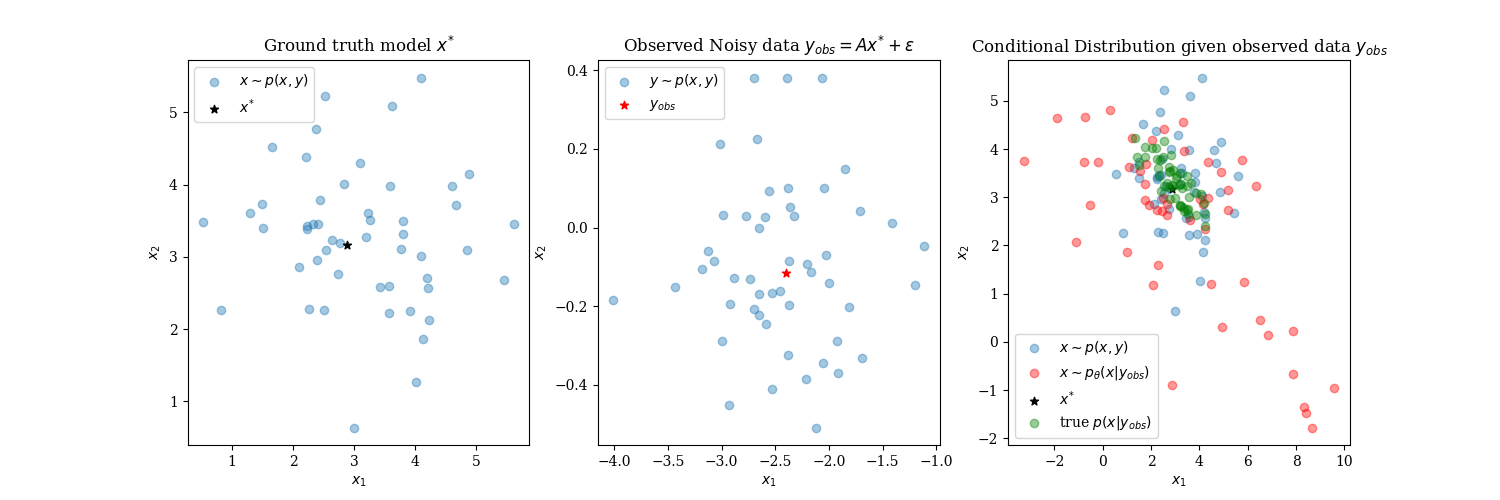 Ground truth model x*
x ~ p(x, y)
x*
5
4
3
2
1
x₂
1 2 3 4 5
x₁
Observed Noisy data y_obs = Ax* + ε
y ~ p(x, y)
y_obs
0.4
0.2
0.0
−0.2
−0.4
x₂
−4.0 −3.5 −3.0 −2.5 −2.0 −1.5 −1.0
x₁
Conditional Distribution given observed data y_obs
5
4
3
2
1
0
−1
−2
x₂
x ~ p(x, y)
x ~ p_θ(x|y_obs)
x*
true p(x|y_obs)
−2 0 2 4 6 8 10
x₁